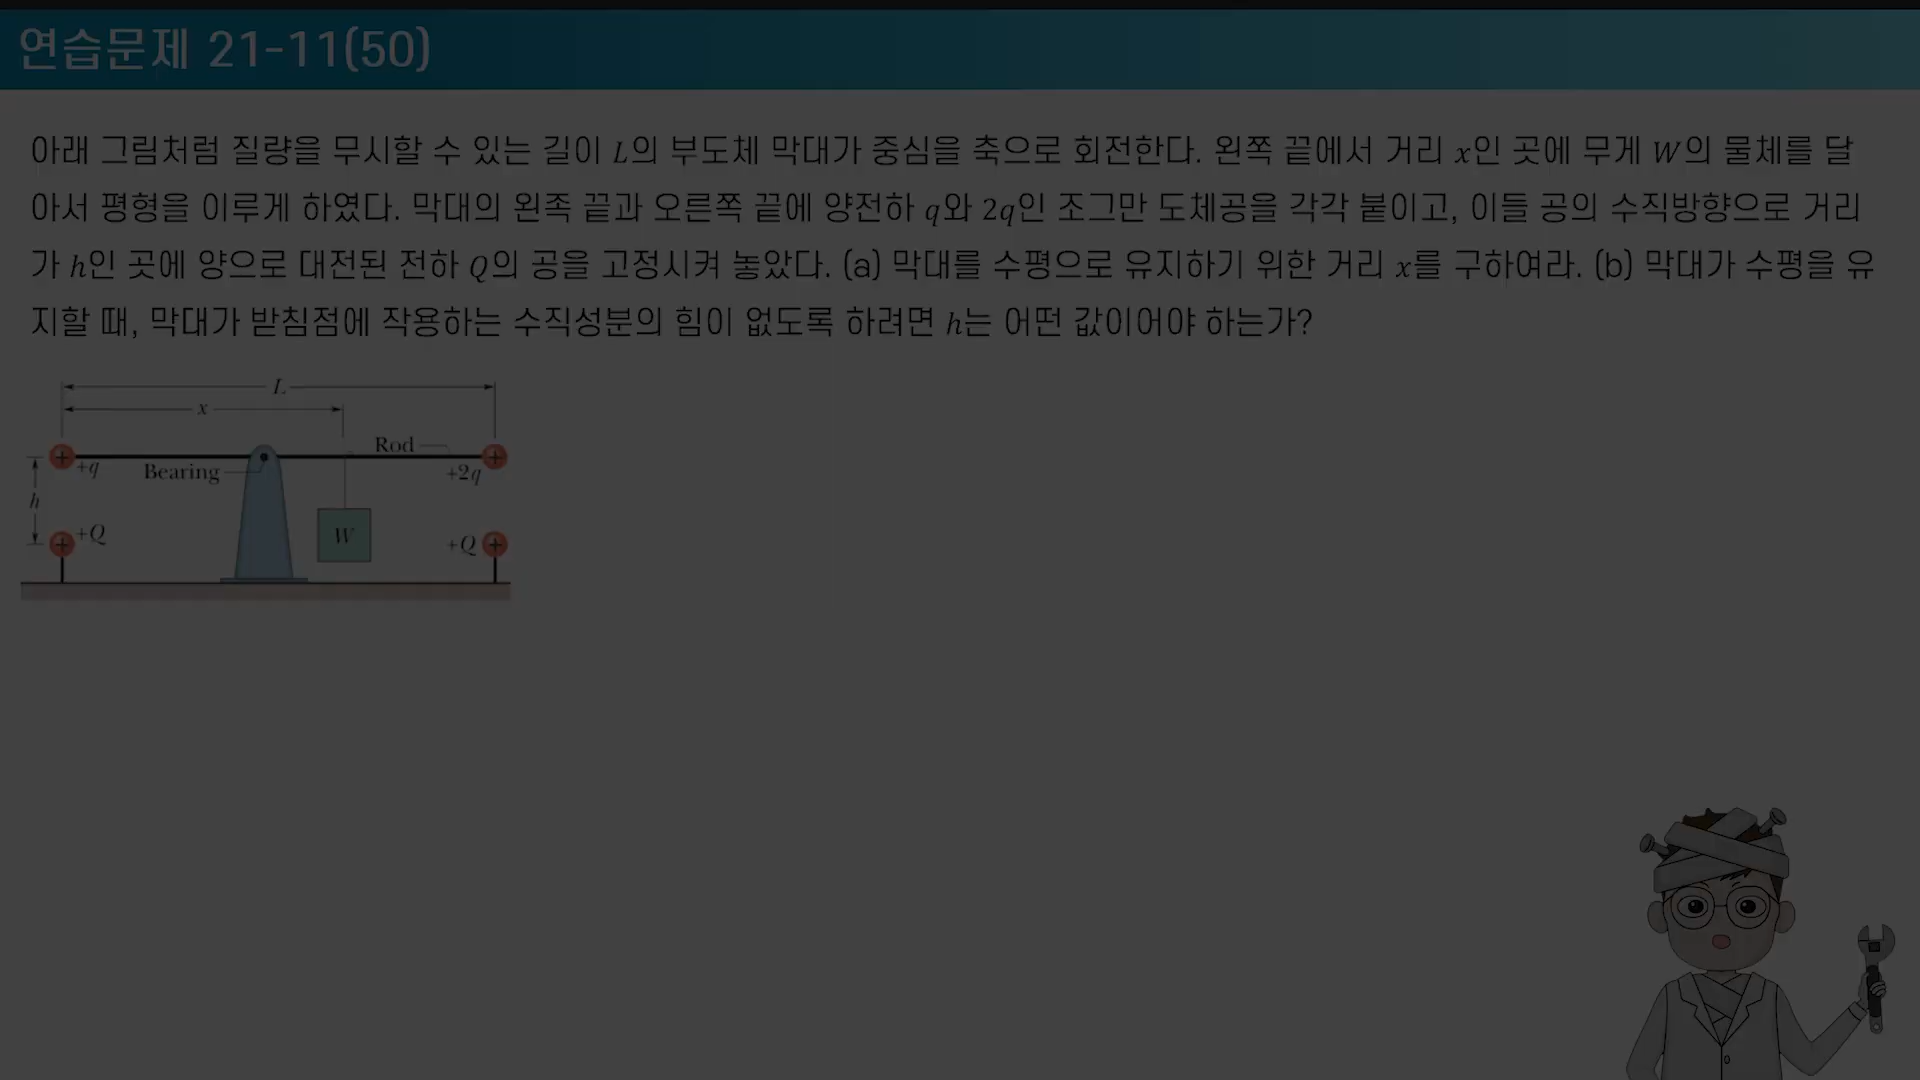 연습문제 21-11(50)
아래 그림처럼 질량을 무시할 수 있는 길이 L의 부도체 막대가 중심을 축으로 회전한다. 왼쪽 끝에서 거리 x인 곳에 무게 W의 물체를 달
아서 평형을 이루게 하였다. 막대의 왼족 끝과 오른쪽 끝에 양전하 q와 2q인 조그만 도체공을 각각 붙이고, 이들 공의 수직방향으로 거리
가 h인 곳에 양으로 대전된 전하 Q의 공을 고정시켜 놓았다. (a) 막대를 수평으로 유지하기 위한 거리 x를 구하여라. (b) 막대가 수평을 유
지할 때, 막대가 받침점에 작용하는 수직성분의 힘이 없도록 하려면 h는 어떤 값이어야 하는가?
L
x
Rod
+ +q Bearing +2q +
h
+ +Q W +Q +